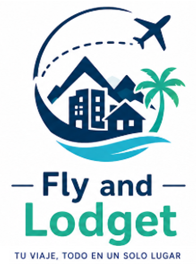 Fly and
Lodget
TU VIAJE, TODO EN UN SOLO LUGAR